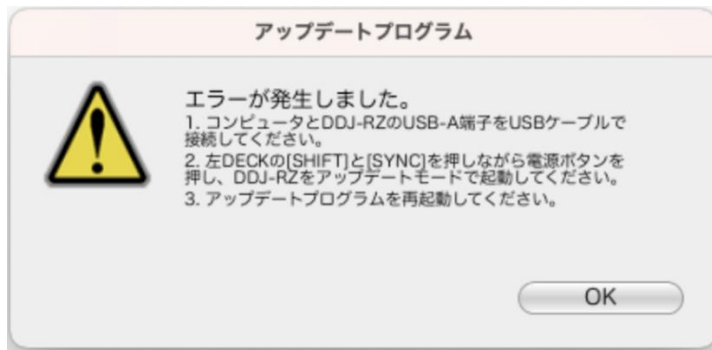 アップデートプログラム
エラーが発生しました。
1. コンピュータとDDJ-RZのUSB-A端子をUSBケーブルで
接続してください。
2. 左DECKの[SHIFT]と[SYNC]を押しながら電源ボタンを
押し、DDJ-RZをアップデートモードで起動してください。
3. アップデートプログラムを再起動してください。
OK